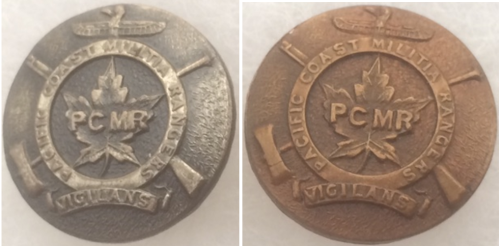 PACIFIC COAST MILITIA RANGERS
PCMR
VIGILANS
PACIFIC COAST MILITIA RANGERS
PCMR
VIGILANS